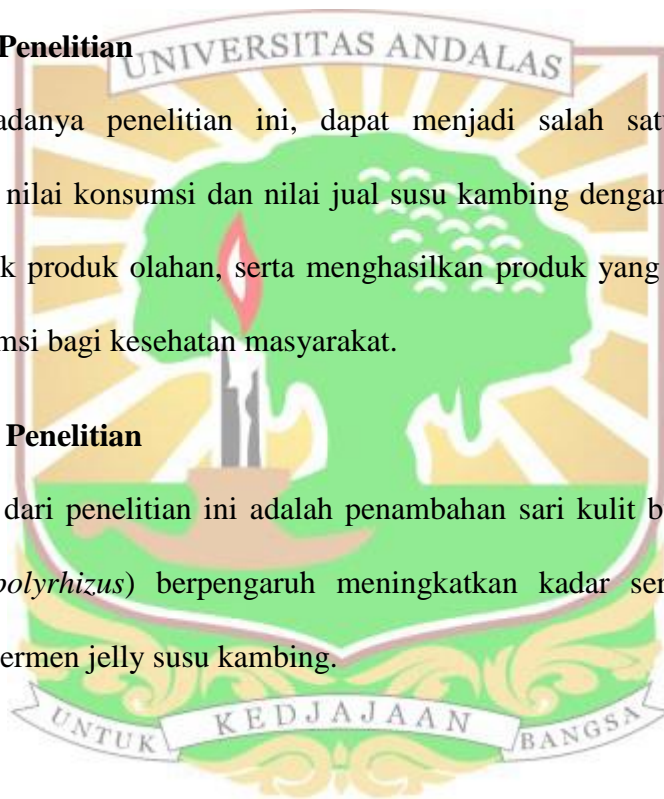 Penelitian
UNIVERSITAS ANDALAS
adanya penelitian ini, dapat menjadi salah sat
nilai konsumsi dan nilai jual susu kambing dengan
k produk olahan, serta menghasilkan produk yang
msi bagi kesehatan masyarakat.
Penelitian
dari penelitian ini adalah penambahan sari kulit b
polyrhizus) berpengaruh meningkatkan kadar ser
ermen jelly susu kambing.
UNTUK KEDJAJAAN BANGSA